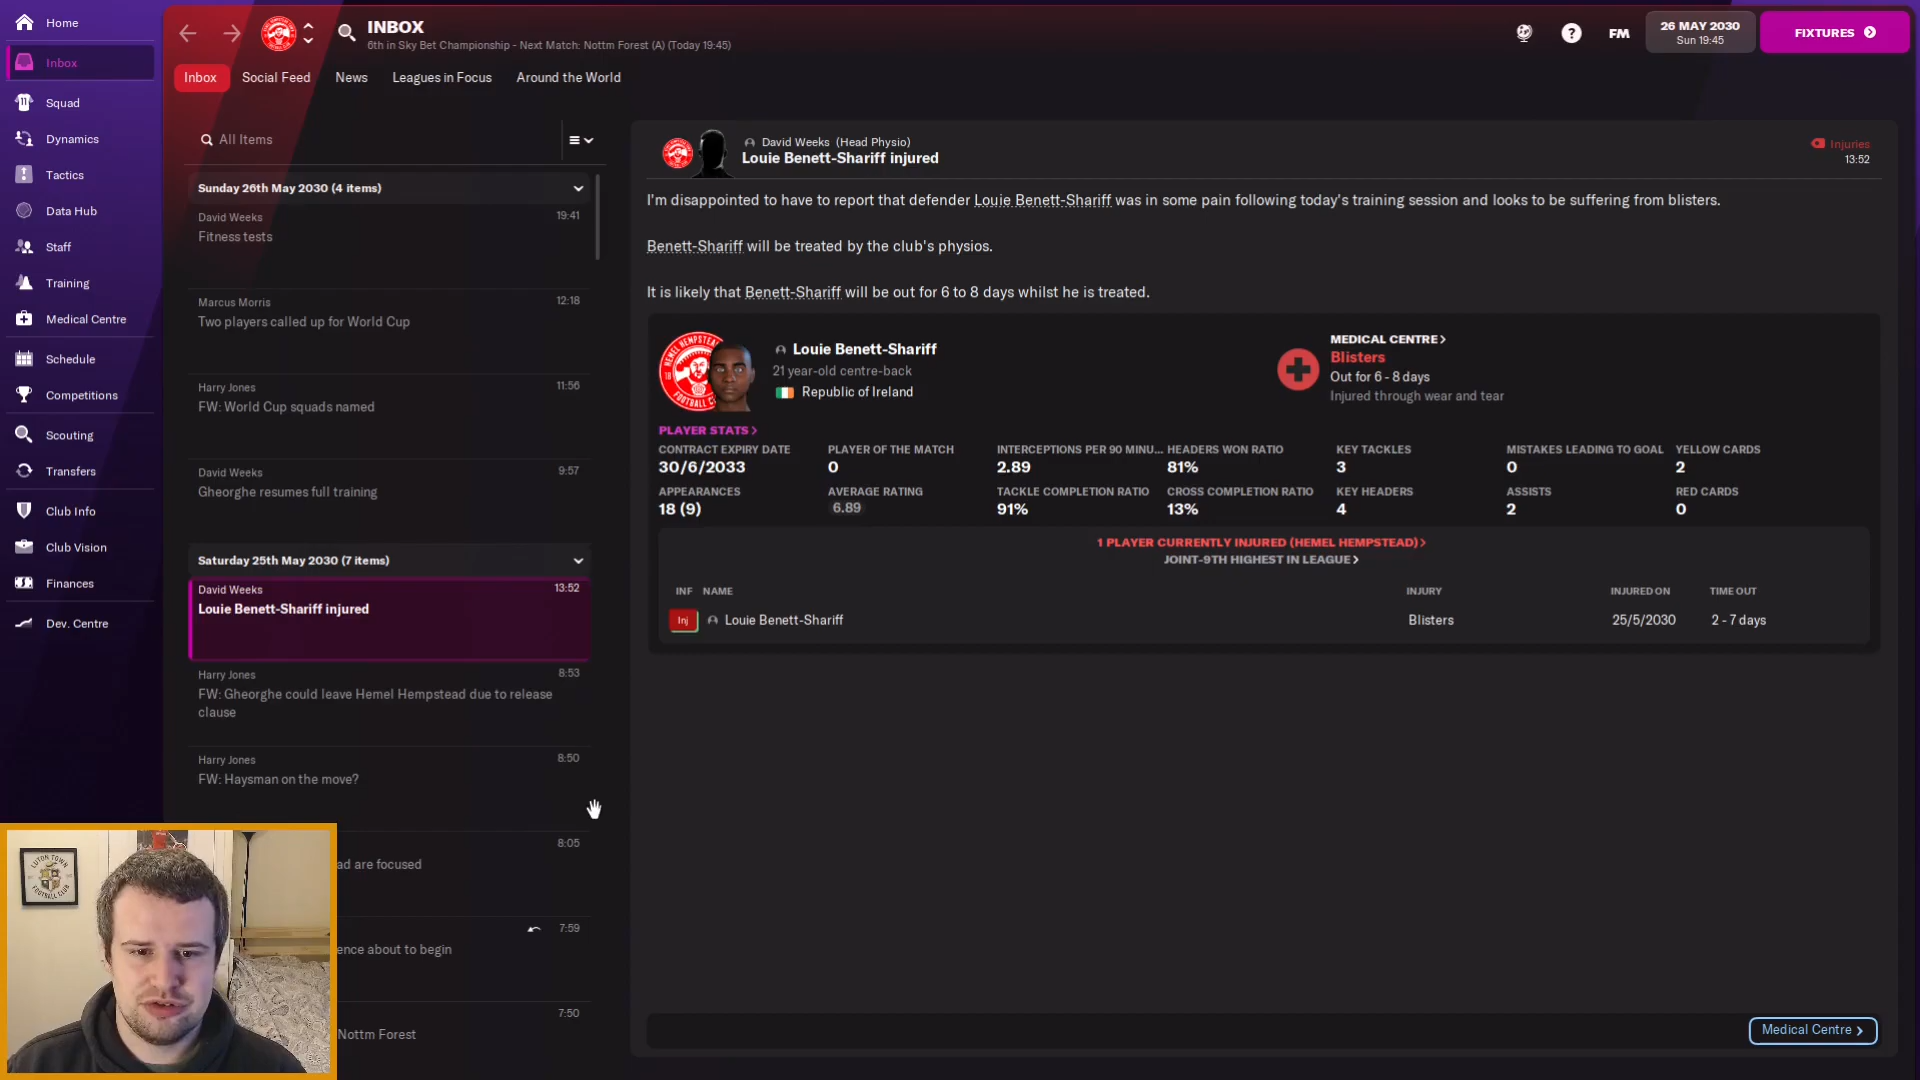 Home
Inbox
Squad
Dynamics
Tactics
Data Hub
Staff
Training
Medical Centre
Schedule
Competitions
Scouting
Transfers
Club Info
Club Vision
Finances
Dev. Centre
INBOX
6th in Sky Bet Championship - Next Match: Nottm Forest (A) (Today 19:45)
?
FM
26 MAY 2030
Sun 19:45
FIXTURES
Inbox Social Feed News Leagues in Focus Around the World
All Items
Sunday 26th May 2030 (4 items)
David Weeks 19:41
Fitness tests
Marcus Morris 12:18
Two players called up for World Cup
Harry Jones 11:56
FW: World Cup squads named
David Weeks 9:57
Gheorghe resumes full training
Saturday 25th May 2030 (7 items)
David Weeks 13:52
Louie Benett-Shariff injured
Harry Jones 8:53
FW: Gheorghe could leave Hemel Hempstead due to release
clause
Harry Jones 8:50
FW: Haysman on the move?
8:05
ad are focused
7:59
ence about to begin
7:50
Nottm Forest
David Weeks (Head Physio)
Louie Benett-Shariff injured
Injuries
13:52
I'm disappointed to have to report that defender Louie Benett-Shariff was in some pain following today's training session and looks to be suffering from blisters.
Benett-Shariff will be treated by the club's physios.
It is likely that Benett-Shariff will be out for 6 to 8 days whilst he is treated.
Louie Benett-Shariff
21 year-old centre-back
Republic of Ireland
MEDICAL CENTRE
Blisters
Out for 6 - 8 days
Injured through wear and tear
PLAYER STATS
CONTRACT EXPIRY DATE PLAYER OF THE MATCH INTERCEPTIONS PER 90 MINU... HEADERS WON RATIO KEY TACKLES MISTAKES LEADING TO GOAL YELLOW CARDS
30/6/2033 0 2.89 81% 3 0 2
APPEARANCES AVERAGE RATING TACKLE COMPLETION RATIO CROSS COMPLETION RATIO KEY HEADERS ASSISTS RED CARDS
18 (9) 6.89 91% 13% 4 2 0
1 PLAYER CURRENTLY INJURED (HEMEL HEMPSTEAD)
JOINT-9TH HIGHEST IN LEAGUE
INF NAME INJURY INJURED ON TIME OUT
Inj Louie Benett-Shariff Blisters 25/5/2030 2 - 7 days
Medical Centre
LUTON TOWN
FOOTBALL CLUB